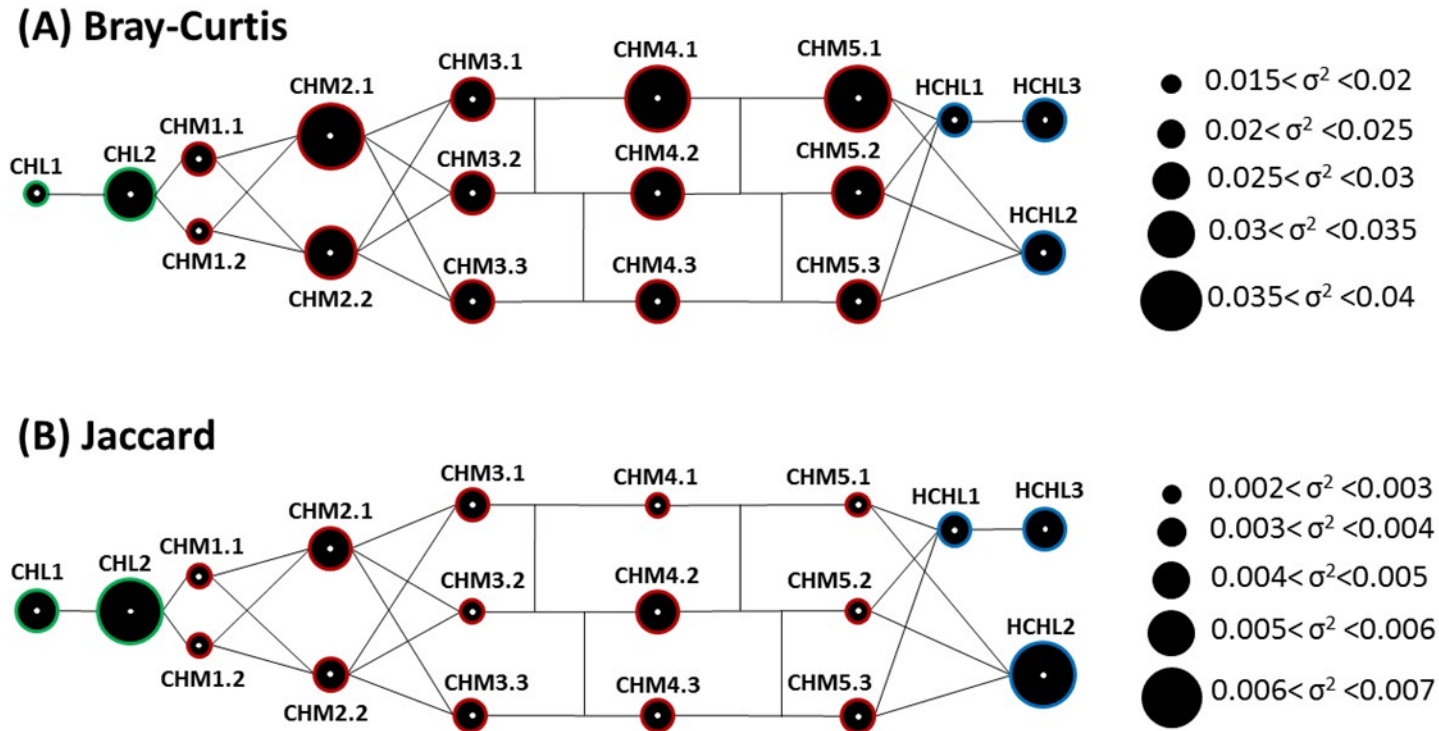 (A) Bray-Curtis
CHL1
CHL2
CHM1.1
CHM1.2
CHM2.1
CHM2.2
CHM3.1
CHM3.2
CHM3.3
CHM4.1
CHM4.2
CHM4.3
CHM5.1
CHM5.2
CHM5.3
HCHL1
HCHL3
HCHL2
0.015< σ² <0.02
0.02< σ² <0.025
0.025< σ² <0.03
0.03< σ² <0.035
0.035< σ² <0.04
(B) Jaccard
CHL1
CHL2
CHM1.1
CHM1.2
CHM2.1
CHM2.2
CHM3.1
CHM3.2
CHM3.3
CHM4.1
CHM4.2
CHM4.3
CHM5.1
CHM5.2
CHM5.3
HCHL1
HCHL3
HCHL2
0.002< σ² <0.003
0.003< σ² <0.004
0.004< σ²<0.005
0.005< σ² <0.006
0.006< σ² <0.007